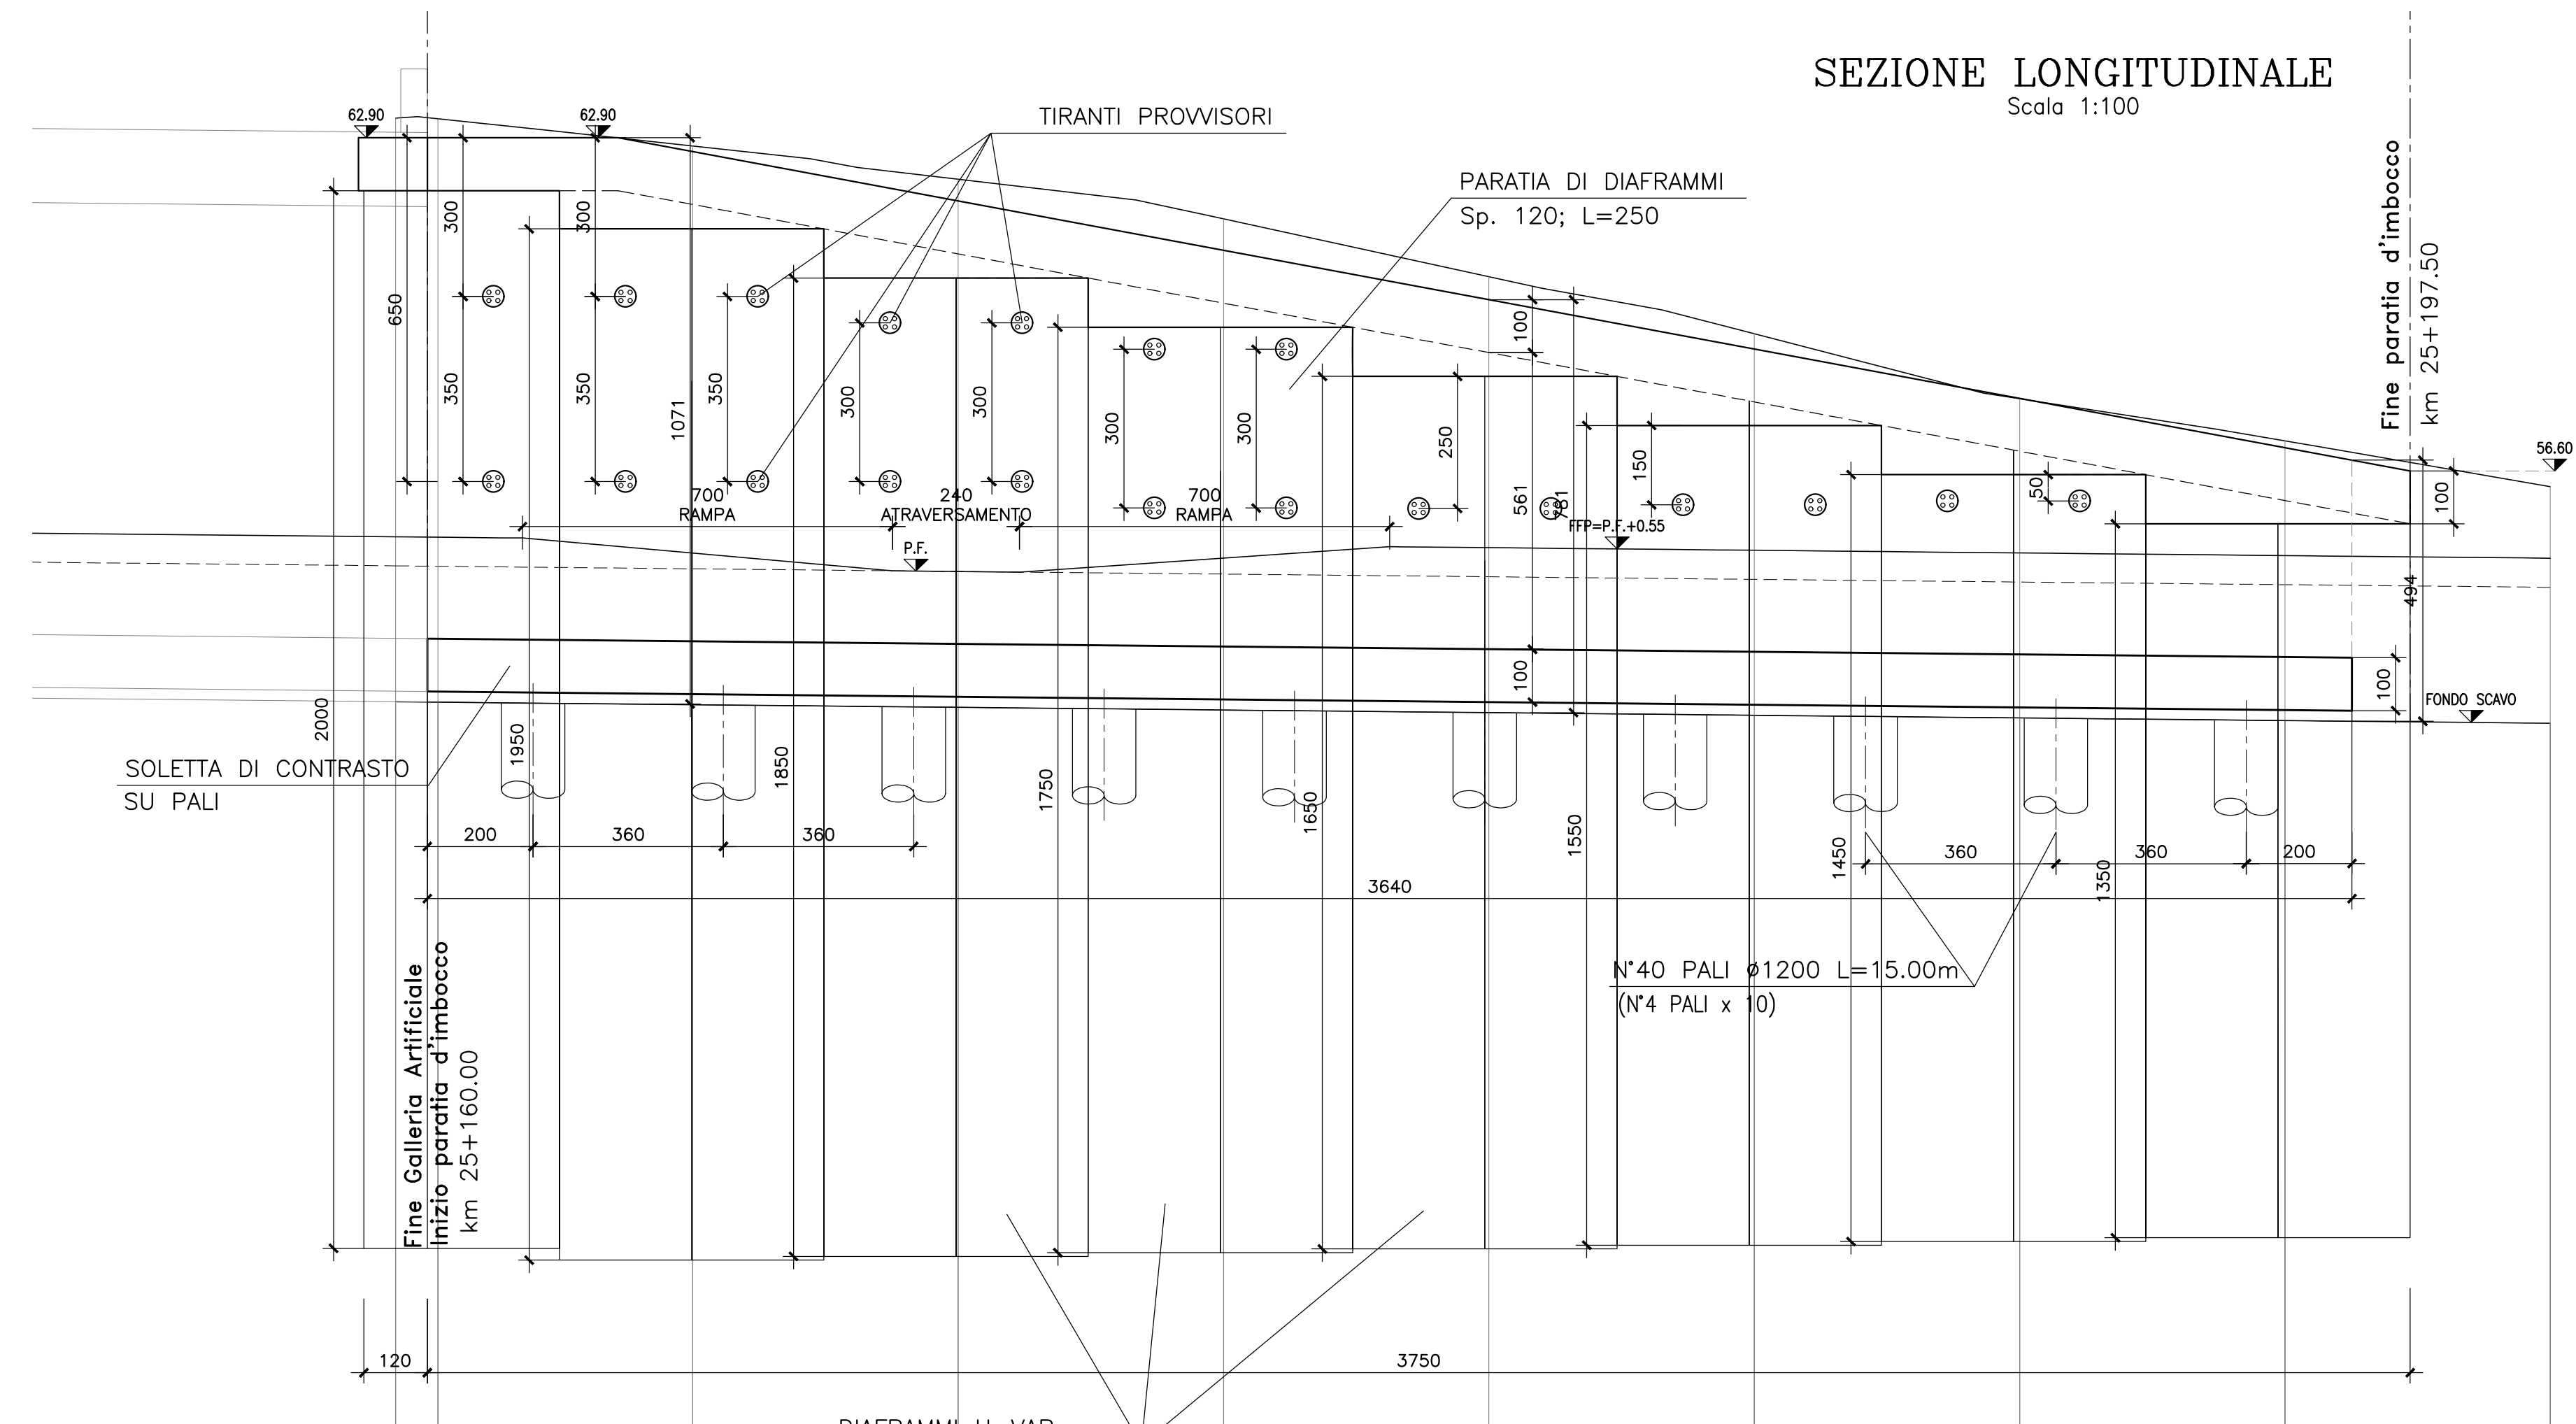 SEZIONE LONGITUDINALE
Scala 1:100
62.90
62.90
TIRANTI PROVVISORI
PARATIA DI DIAFRAMMI
Sp. 120; L=250
Fine paratia d'imbocco
km 25+197.50
56.60
300
300
650
350
350
350
1071
300
300
300
300
250
100
561
781
150
50
100
494
700
RAMPA
240
ATRAVERSAMENTO
700
RAMPA
P.F.
FFP=P.F.+0.55
100
100
FONDO SCAVO
SOLETTA DI CONTRASTO
SU PALI
2000
1950
1850
1750
1650
1550
1450
1350
200
360
360
360
360
200
3640
N°40 PALI ø1200 L=15.00m
(N°4 PALI x 10)
Fine Galleria Artificiale
Inizio paratia d'imbocco
km 25+160.00
120
3750